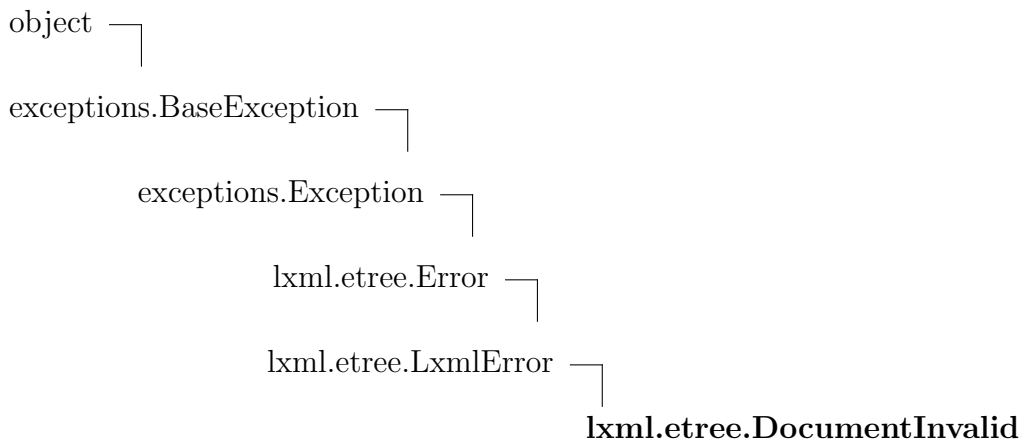 object
exceptions.BaseException
exceptions.Exception
lxml.etree.Error
lxml.etree.LxmlError
lxml.etree.DocumentInvalid